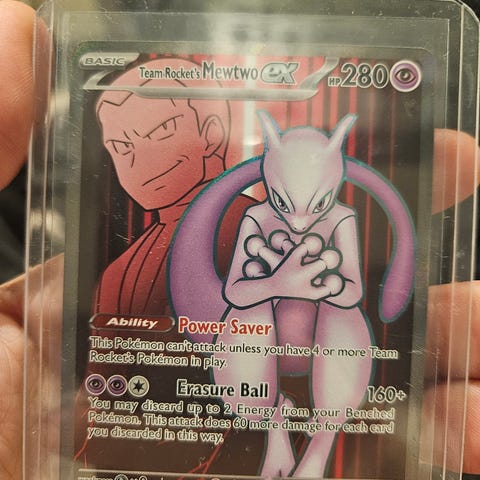 BASIC
Team Rocket's Mewtwo ex HP 280
Ability Power Saver
This Pokémon can't attack unless you have 4 or more Team
Rocket's Pokémon in play.
Erasure Ball 160+
You may discard up to 2 Energy from your Benched
Pokémon. This attack does 60 more damage for each card
you discarded in this way.